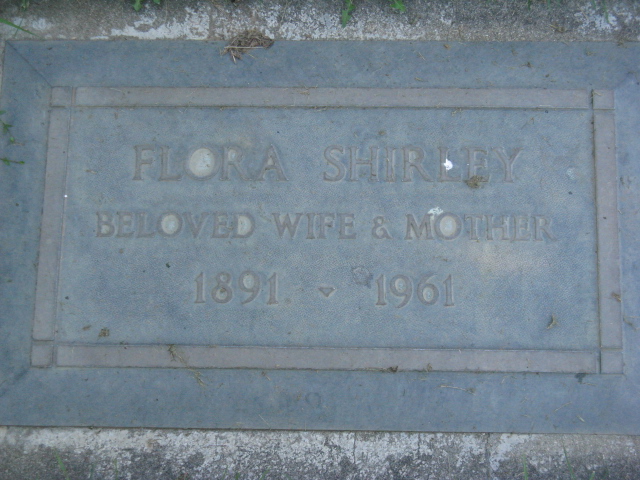 FLORA SHIRLEY
BELOVED WIFE & MOTHER
1891 - 1961